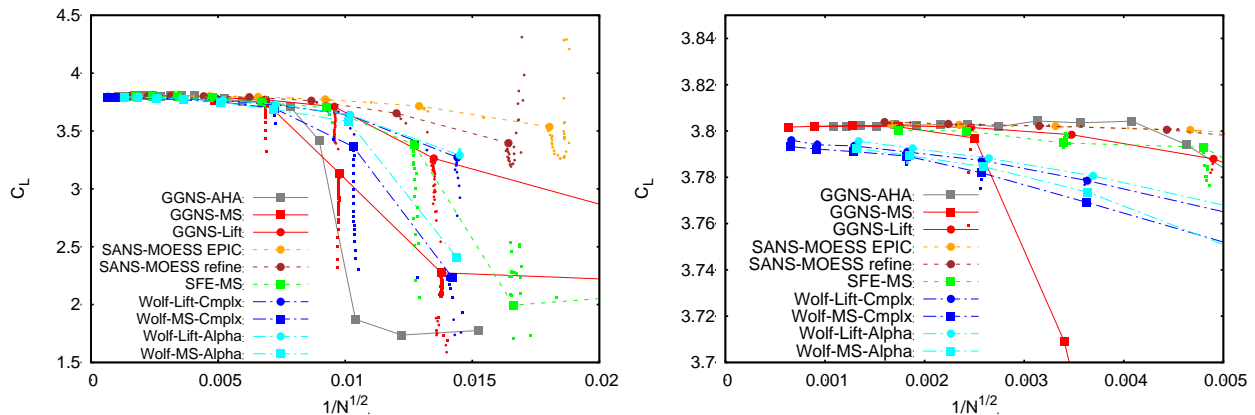 4.5
4
3.5
3
2.5
2
1.5
C_L
0
0.005
0.01
0.015
0.02
1/N^{1/2}
GGNS-AHA
GGNS-MS
GGNS-Lift
SANS-MOESS EPIC
SANS-MOESS refine
SFE-MS
Wolf-Lift-Cmplx
Wolf-MS-Cmplx
Wolf-Lift-Alpha
Wolf-MS-Alpha
3.84
3.82
3.8
3.78
3.76
3.74
3.72
3.7
C_L
0
0.001
0.002
0.003
0.004
0.005
1/N^{1/2}
GGNS-AHA
GGNS-MS
GGNS-Lift
SANS-MOESS EPIC
SANS-MOESS refine
SFE-MS
Wolf-Lift-Cmplx
Wolf-MS-Cmplx
Wolf-Lift-Alpha
Wolf-MS-Alpha